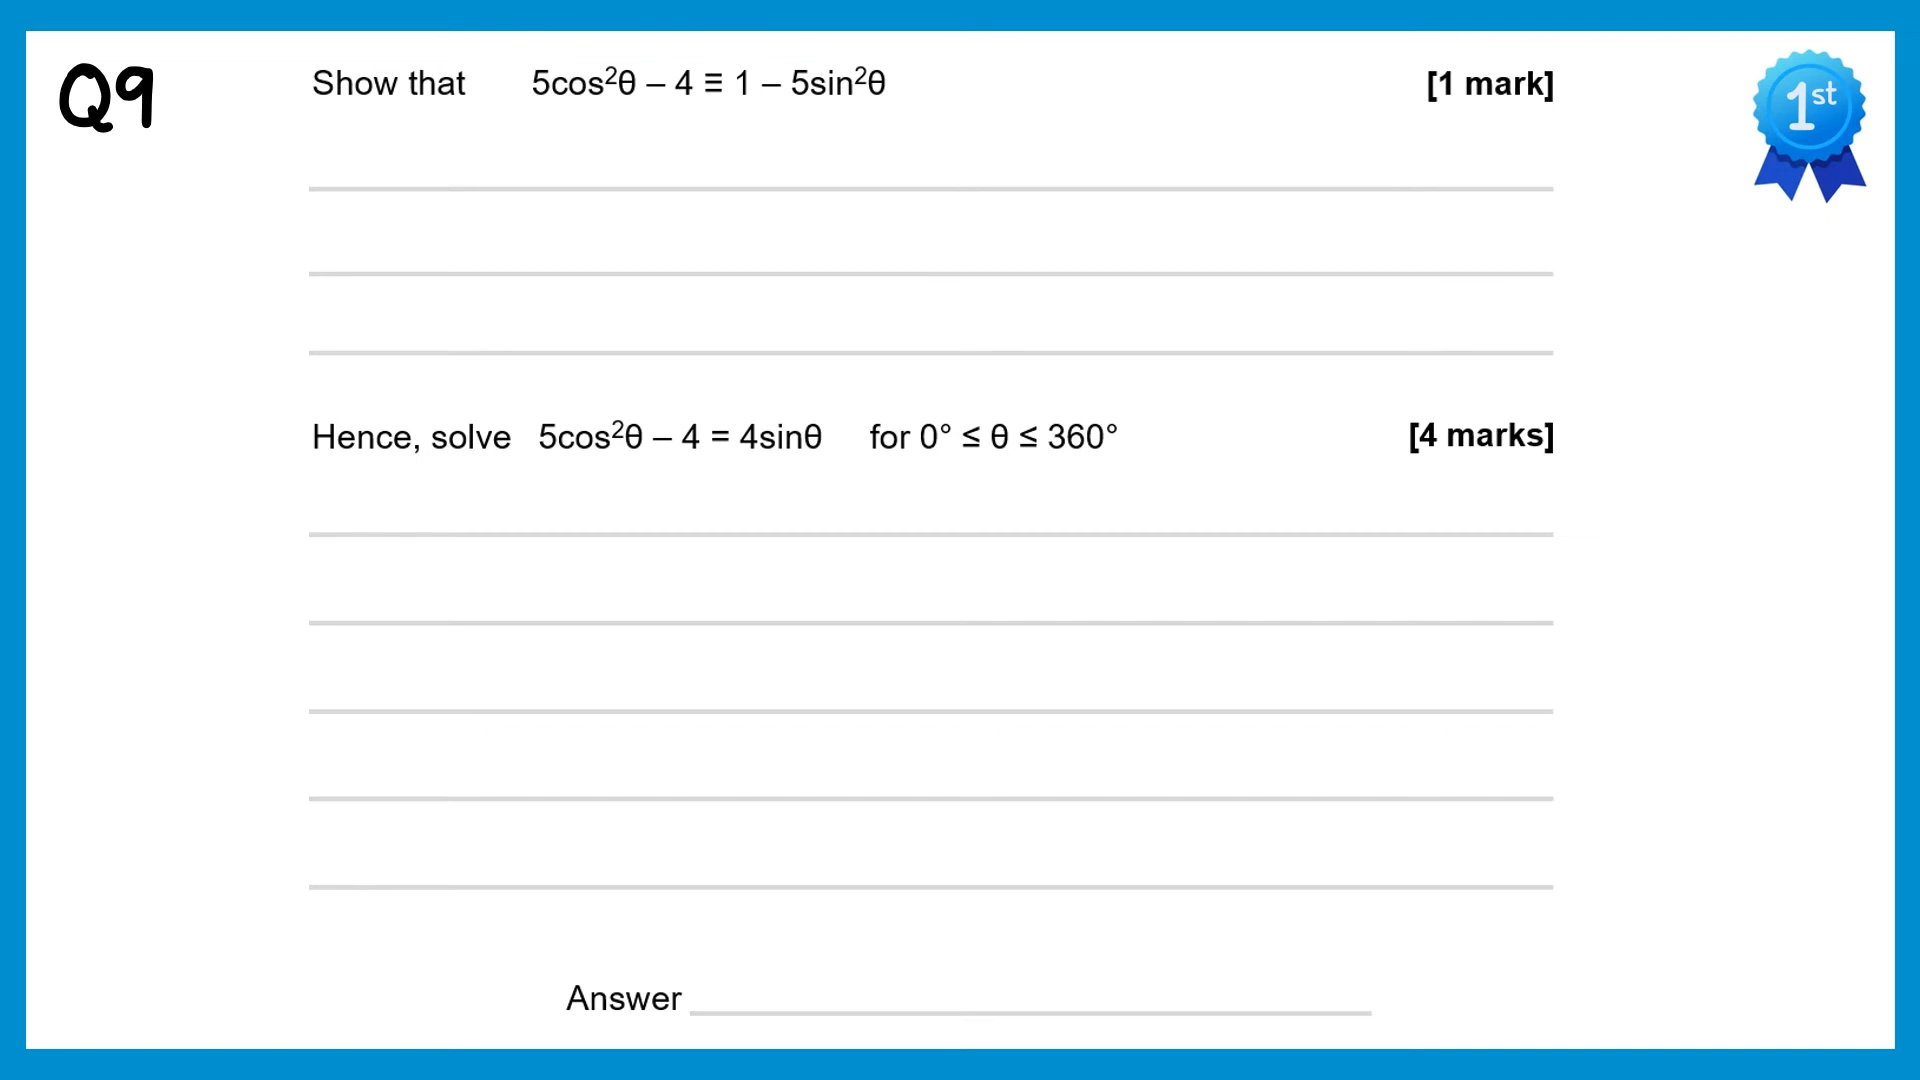 Q9
Show that 5cos²θ – 4 ≡ 1 – 5sin²θ [1 mark]
1st
Hence, solve 5cos²θ – 4 = 4sinθ for 0° ≤ θ ≤ 360° [4 marks]
Answer